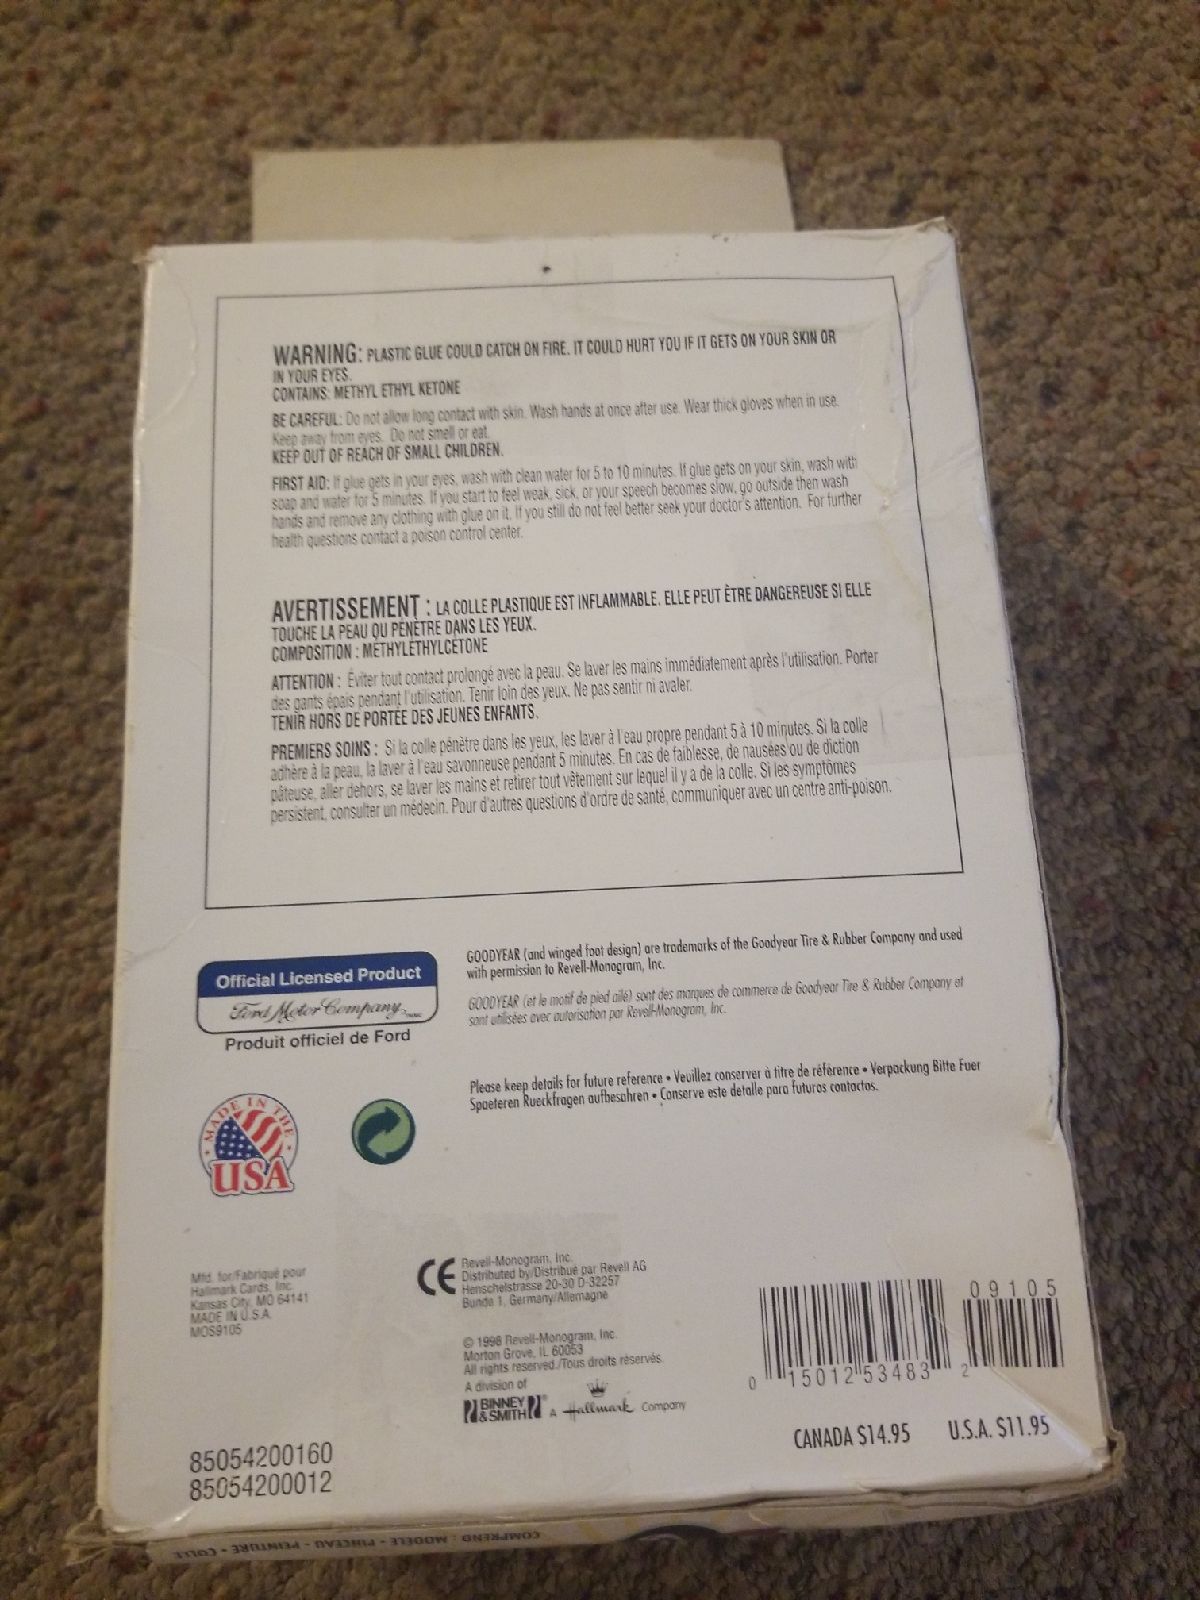 WARNING: PLASTIC GLUE COULD CATCH ON FIRE. IT COULD HURT YOU IF IT GETS ON YOUR SKIN OR
IN YOUR EYES.
CONTAINS: METHYL ETHYL KETONE
BE CAREFUL: Do not allow long contact with skin. Wash hands at once after use. Wear thick gloves when in use.
Keep away from eyes. Do not smell or eat.
KEEP OUT OF REACH OF SMALL CHILDREN.
FIRST AID: If glue gets in your eyes, wash with clean water for 5 to 10 minutes. If glue gets on your skin, wash with
soap and water for 5 minutes. If you start to feel weak, sick, or your speech becomes slow, go outside then wash
hands and remove any clothing with glue on it. If you still do not feel better seek your doctor's attention. For further
health questions contact a poison control center.
AVERTISSEMENT : LA COLLE PLASTIQUE EST INFLAMMABLE. ELLE PEUT ÊTRE DANGEREUSE SI ELLE
TOUCHE LA PEAU OU PÉNÈTRE DANS LES YEUX.
COMPOSITION : MÉTHYLÉTHYLCÉTONE
ATTENTION : Éviter tout contact prolongé avec la peau. Se laver les mains immédiatement après l'utilisation. Porter
des gants épais pendant l'utilisation. Tenir loin des yeux. Ne pas sentir ni avaler.
TENIR HORS DE PORTÉE DES JEUNES ENFANTS.
PREMIERS SOINS : Si la colle pénètre dans les yeux, les laver à l'eau propre pendant 5 à 10 minutes. Si la colle
adhère à la peau, la laver à l'eau savonneuse pendant 5 minutes. En cas de faiblesse, de nausées ou de diction
pâteuse, aller dehors, se laver les mains et retirer tout vêtement sur lequel il y a de la colle. Si les symptômes
persistent, consulter un médecin. Pour d'autres questions d'ordre de santé, communiquer avec un centre anti-poison.
Official Licensed Product
Ford Motor Company
Produit officiel de Ford
GOODYEAR (and winged foot design) are trademarks of the Goodyear Tire & Rubber Company and used
with permission to Revell-Monogram, Inc.
GOODYEAR (et le motif de pied ailé) sont des marques de commerce de Goodyear Tire & Rubber Company et
sont utilisées avec autorisation par Revell-Monogram, Inc.
Please keep details for future reference • Veuillez conserver à titre de référence • Verpackung Bitte Fuer
Spaeteren Rueckfragen aufbesahren • Conserve este detalle para futuros contactos.
MADE IN THE
USA
Mfd. for/Fabriqué pour
Hallmark Cards, Inc.
Kansas City, MO 64141
MADE IN U.S.A.
MOS9105
CE
Revell-Monogram, Inc.
Distributed by/Distribué par Revell AG
Henschelstrasse 20-30 D-32257
Bunde 1, Germany/Allemagne
© 1998 Revell-Monogram, Inc.
Morton Grove, IL 60053
All rights reserved./Tous droits réservés.
A division of
BINNEY & SMITH® A Hallmark Company
09105
0 15012 53483 2
CANADA $14.95 U.S.A. $11.95
85054200160
85054200012
COMPREND : MODÈLE - PINCEAU - PEINTURE - COLLE